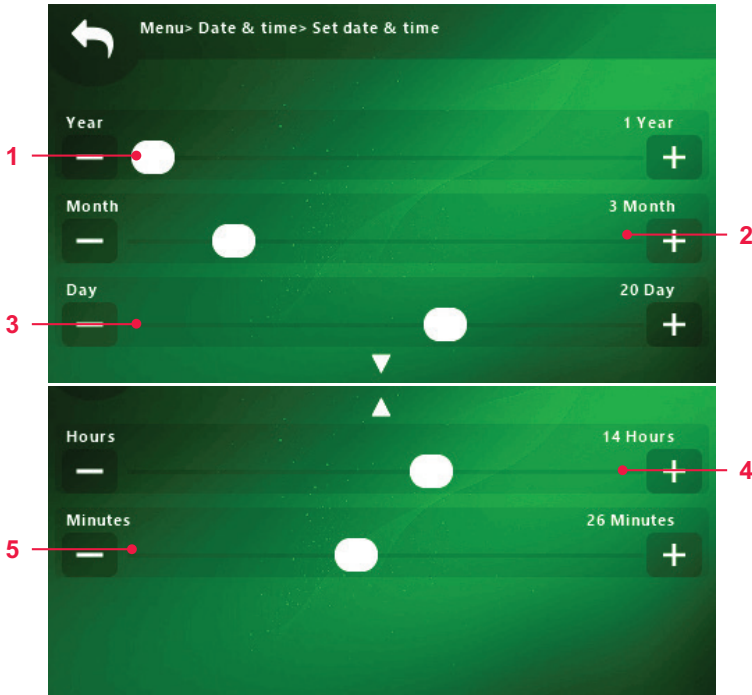 Menu> Date & time> Set date & time
Year 1 Year
1
Month 3 Month
2
Day 20 Day
3
Hours 14 Hours
4
Minutes 26 Minutes
5